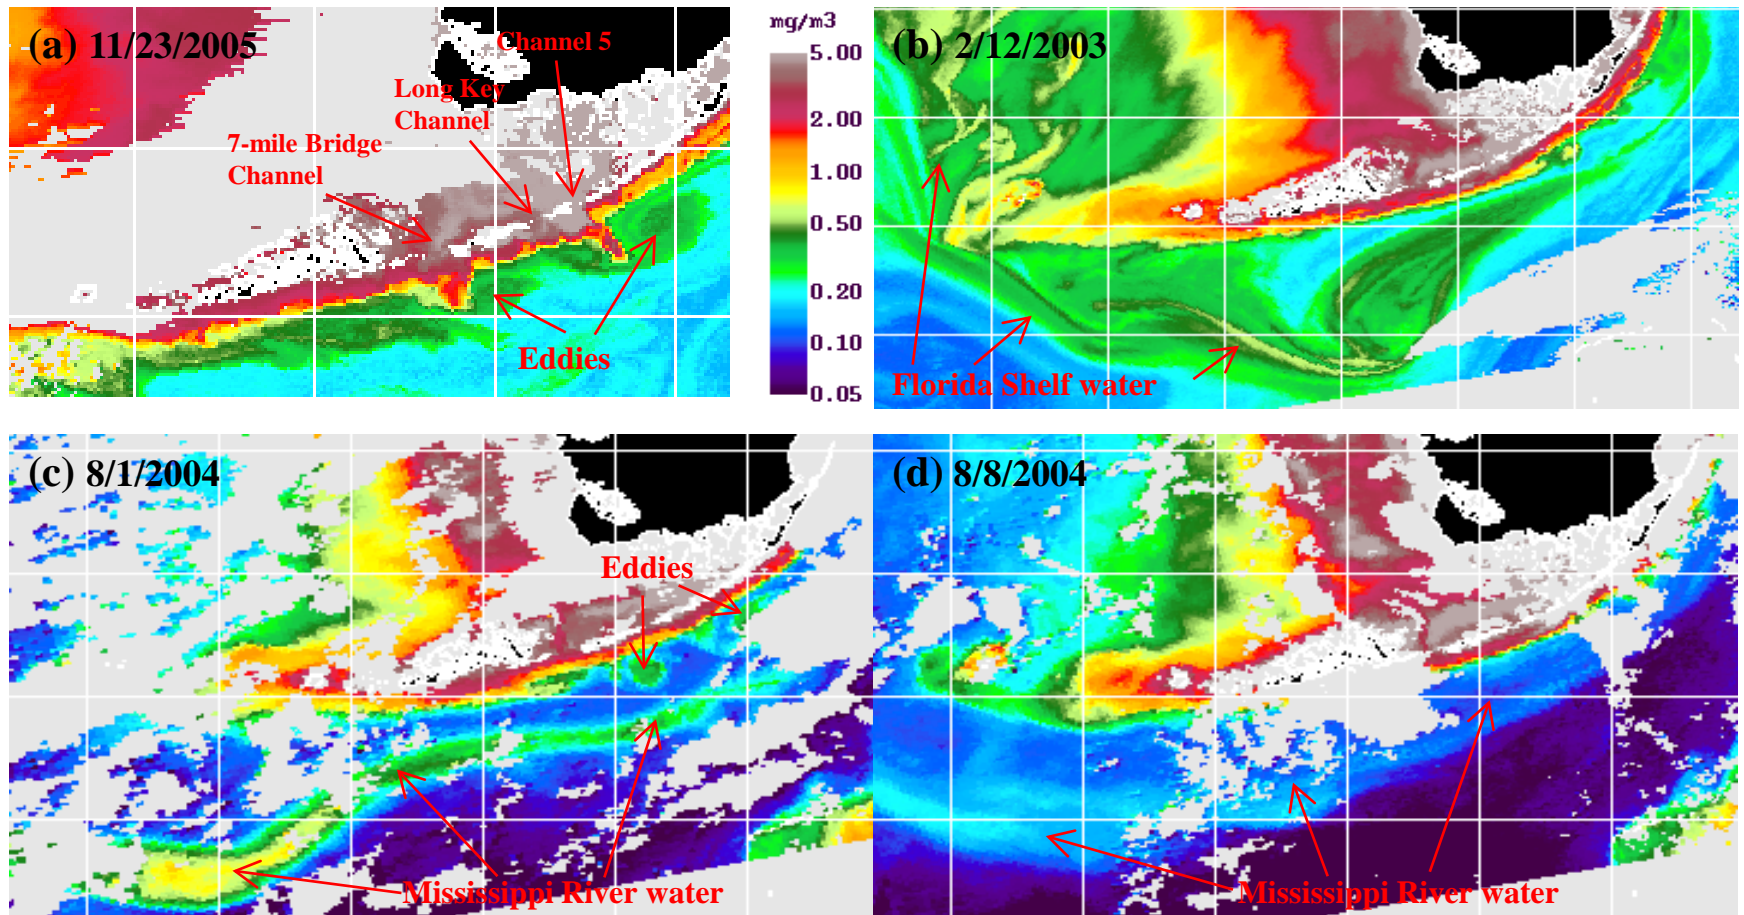 (a) 11/23/2005
Channel 5
Long Key
Channel
7-mile Bridge
Channel
Eddies
mg/m3
5.00
2.00
1.00
0.50
0.20
0.10
0.05
(b) 2/12/2003
Florida Shelf water
(c) 8/1/2004
Eddies
Mississippi River water
(d) 8/8/2004
Mississippi River water